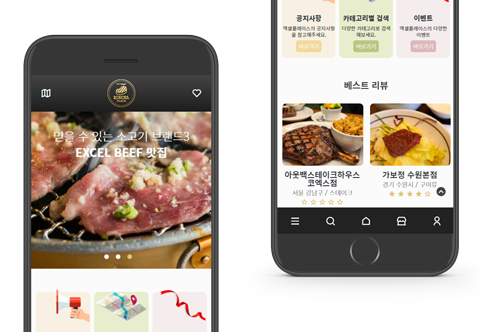 EXCEL
PLACE
믿을 수 있는 소고기 브랜드3
EXCEL BEEF 맛집
공지사항
엑셀플레이스의 공지사항
을 참고해주세요.
바로가기
카테고리별 검색
다양한 카테고리로 검색
해보세요.
바로가기
이벤트
엑셀플레이스의 다양한
이벤트
바로가기
베스트 리뷰
아웃백스테이크하우스
코엑스점
서울 강남구 / 스테이크
가보정 수원본점
경기 수원시 / 구이류